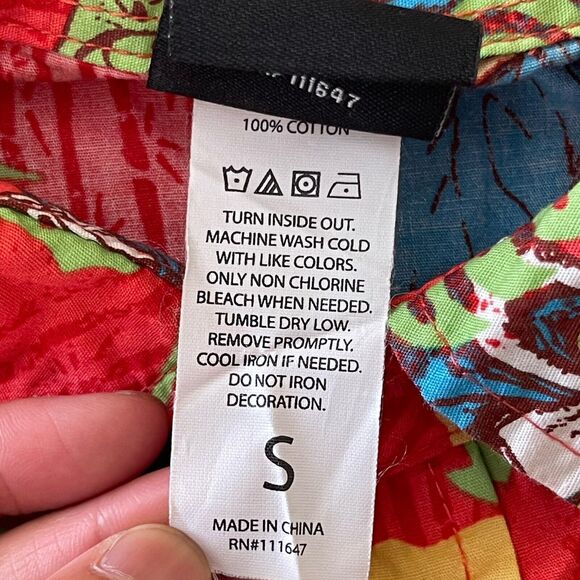 111647
100% COTTON
TURN INSIDE OUT.
MACHINE WASH COLD
WITH LIKE COLORS.
ONLY NON CHLORINE
BLEACH WHEN NEEDED.
TUMBLE DRY LOW.
REMOVE PROMPTLY.
COOL IRON IF NEEDED.
DO NOT IRON
DECORATION.
S
MADE IN CHINA
RN#111647